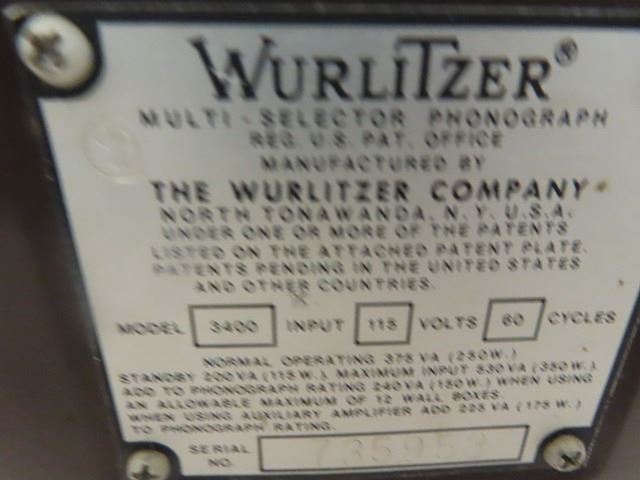 WURLITZER®
MULTI-SELECTOR PHONOGRAPH
REG. U.S. PAT. OFFICE
MANUFACTURED BY
THE WURLITZER COMPANY
NORTH TONAWANDA, N.Y. U.S.A.
UNDER ONE OR MORE OF THE PATENTS
LISTED ON THE ATTACHED PATENT PLATE.
PATENTS PENDING IN THE UNITED STATES
AND OTHER COUNTRIES.
MODEL 3400 INPUT 115 VOLTS 60 CYCLES
NORMAL OPERATING 375 VA (250W.)
STANDBY 200 VA (115 W.), MAXIMUM INPUT 530 VA (350 W.)
ADD TO PHONOGRAPH RATING 240 VA (150 W.) WHEN USING
AN ALLOWABLE MAXIMUM OF 12 WALL BOXES.
WHEN USING AUXILIARY AMPLIFIER ADD 225 VA (175 W.)
TO PHONOGRAPH RATING.
SERIAL
NO.